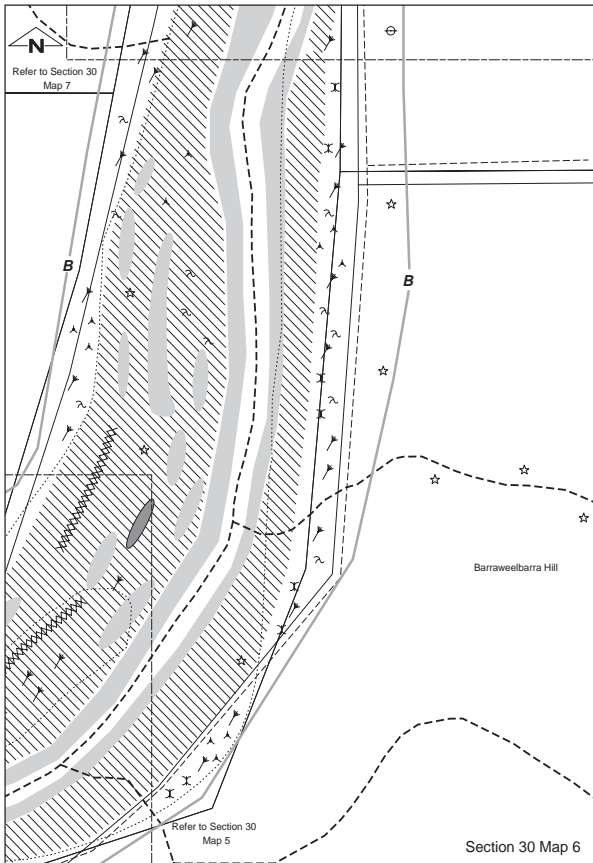 N
Refer to Section 30
Map 7
B
B
Barraweelbarra Hill
Refer to Section 30
Map 5
Section 30 Map 6